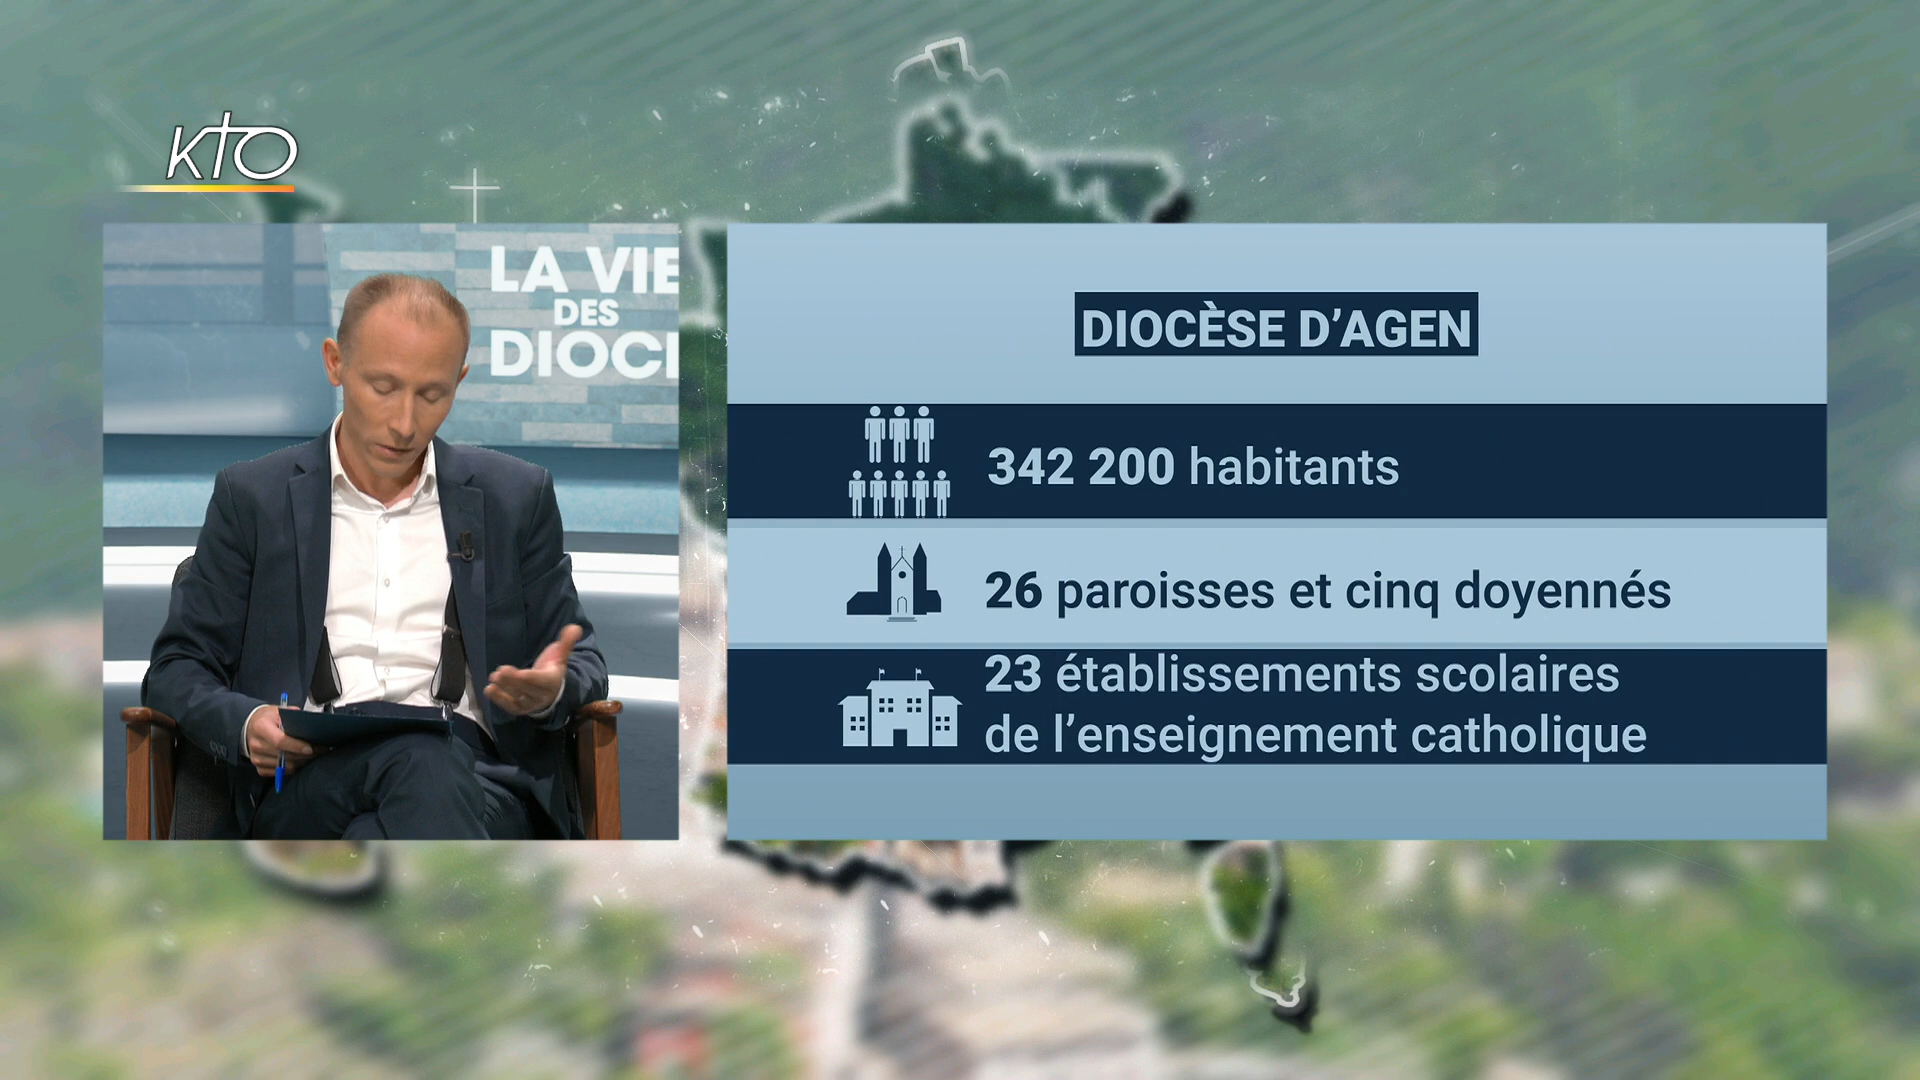 KTO
LA VIE
DES
DIOC
DIOCÈSE D’AGEN
342 200 habitants
26 paroisses et cinq doyennés
23 établissements scolaires
de l’enseignement catholique